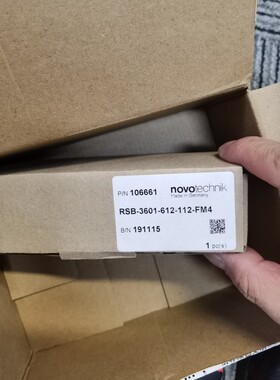 P/N 106661 novotechnik
Made in Germany
RSB-3601-612-112-FM4
B/N 191115
1 pc(s)